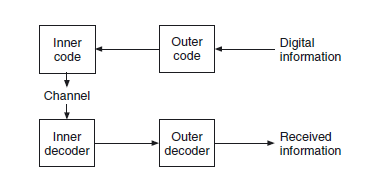 Inner
code
Outer
code
Digital
information
Channel
Inner
decoder
Outer
decoder
Received
information